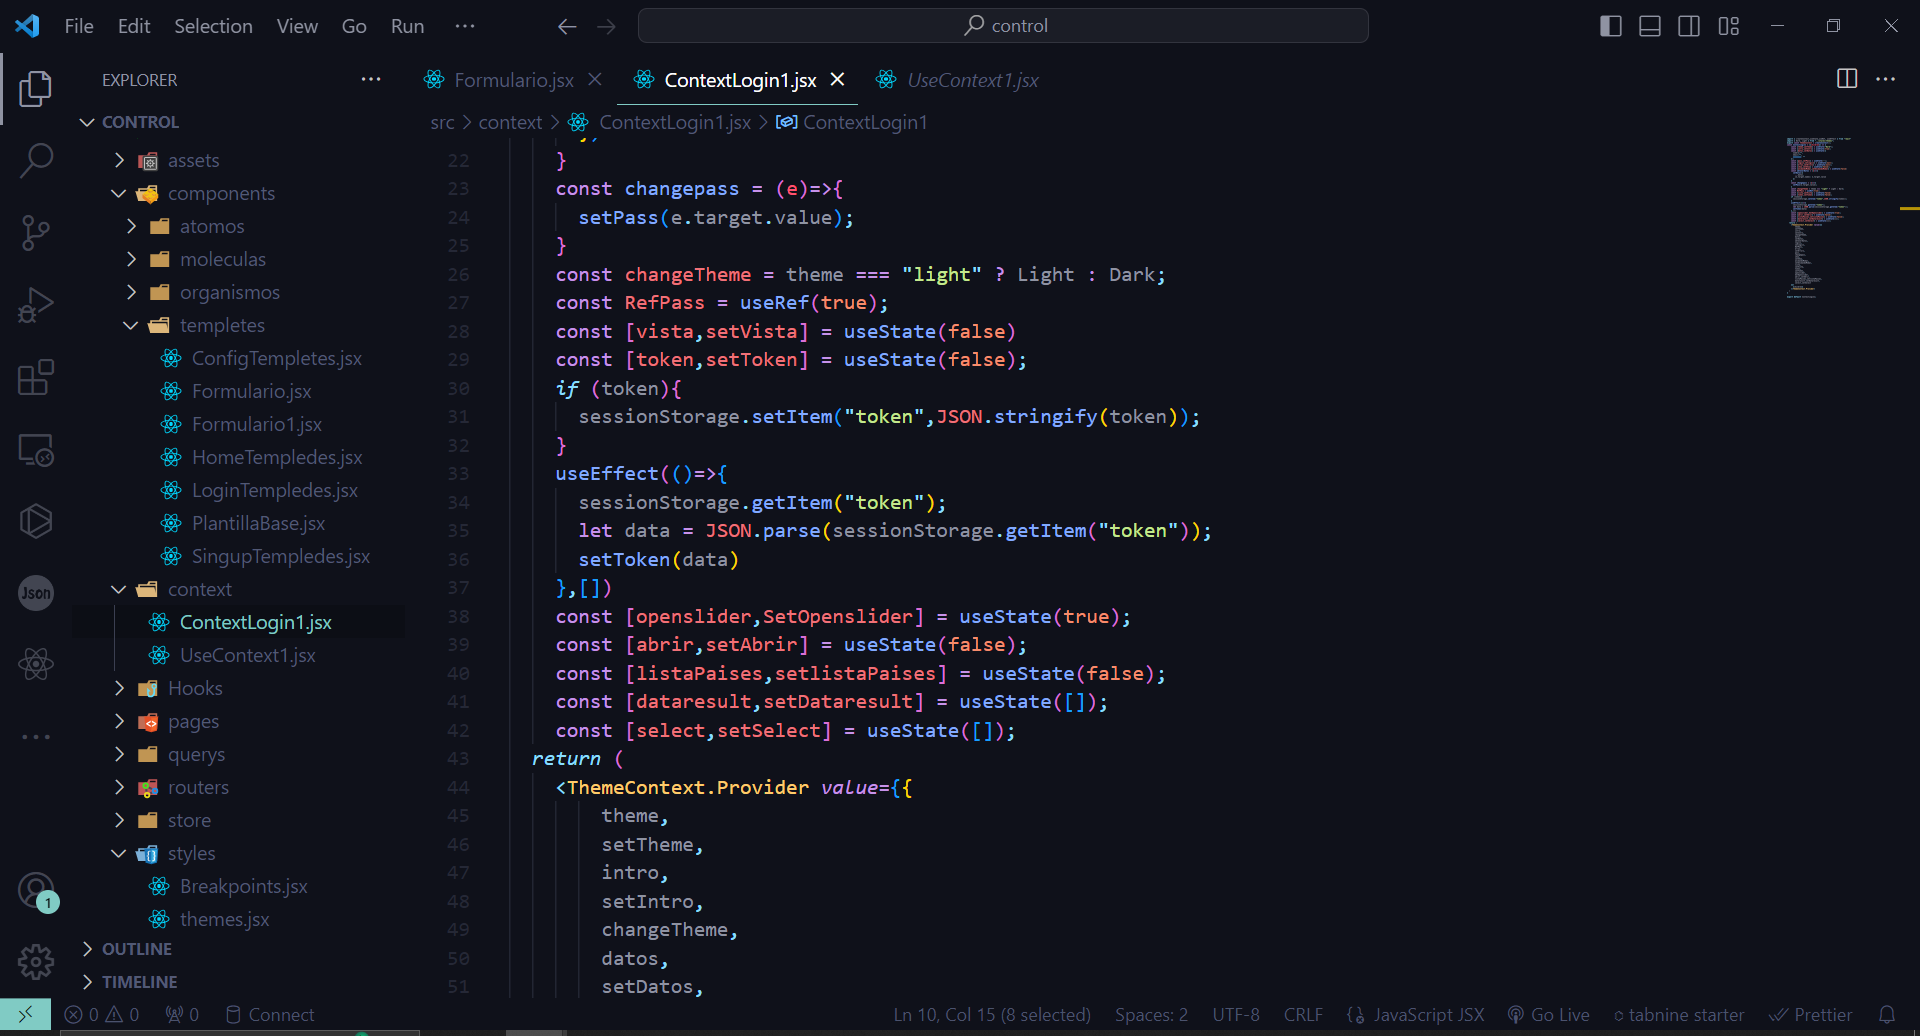 File Edit Selection View Go Run ···
control
EXPLORER ···
Formulario.jsx
ContextLogin1.jsx
UseContext1.jsx
CONTROL
src > context > ContextLogin1.jsx > ContextLogin1
assets
components
atomos
moleculas
organismos
templetes
ConfigTempletes.jsx
Formulario.jsx
Formulario1.jsx
HomeTempledes.jsx
LoginTempledes.jsx
PlantillaBase.jsx
SingupTempledes.jsx
context
ContextLogin1.jsx
UseContext1.jsx
Hooks
pages
querys
routers
store
styles
Breakpoints.jsx
themes.jsx
OUTLINE
TIMELINE
Json
1
22 }
23 const changepass = (e)=>{
24 setPass(e.target.value);
25 }
26 const changeTheme = theme === "light" ? Light : Dark;
27 const RefPass = useRef(true);
28 const [vista,setVista] = useState(false)
29 const [token,setToken] = useState(false);
30 if (token){
31 sessionStorage.setItem("token",JSON.stringify(token));
32 }
33 useEffect(()=>{
34 sessionStorage.getItem("token");
35 let data = JSON.parse(sessionStorage.getItem("token"));
36 setToken(data)
37 },[])
38 const [openslider,SetOpenslider] = useState(true);
39 const [abrir,setAbrir] = useState(false);
40 const [listaPaises,setlistaPaises] = useState(false);
41 const [dataresult,setDataresult] = useState([]);
42 const [select,setSelect] = useState([]);
43 return (
44 <ThemeContext.Provider value={{
45 theme,
46 setTheme,
47 intro,
48 setIntro,
49 changeTheme,
50 datos,
51 setDatos,
0 0 0 Connect
Ln 10, Col 15 (8 selected) Spaces: 2 UTF-8 CRLF JavaScript JSX Go Live tabnine starter Prettier